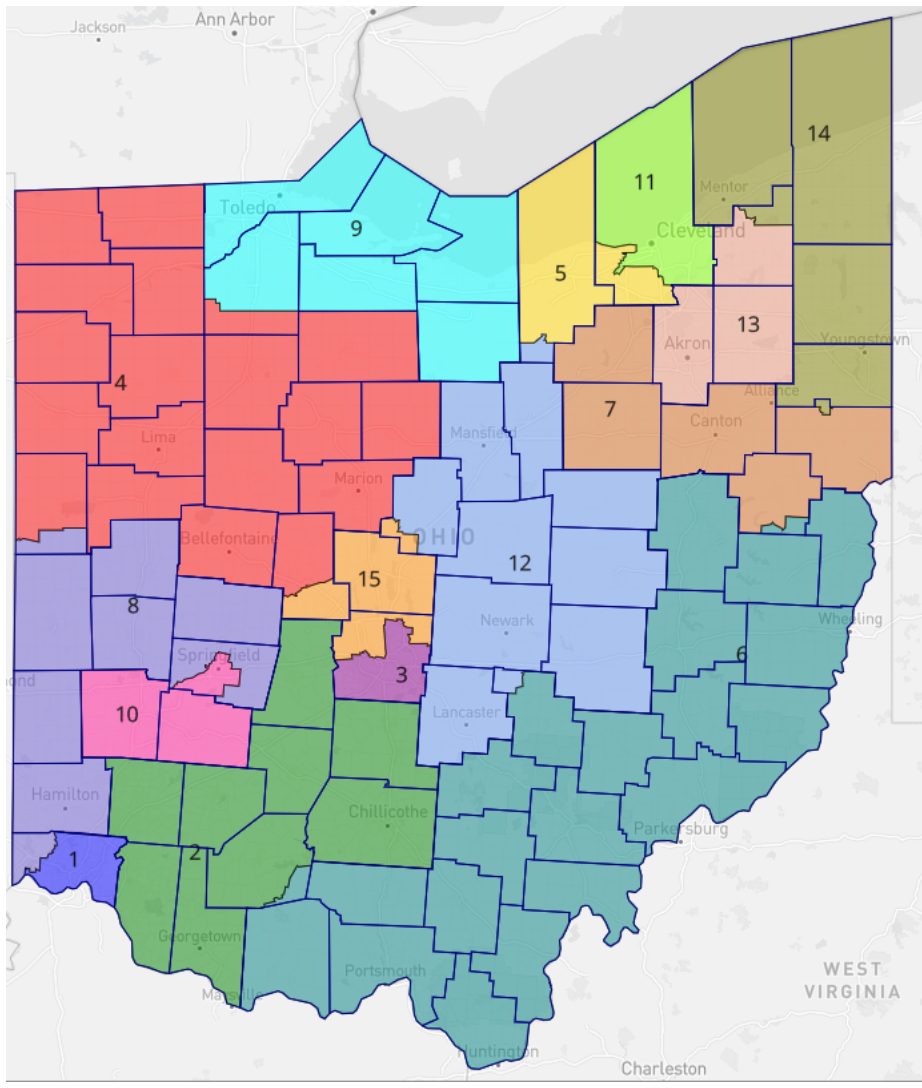 Jackson
Ann Arbor
14
11
Mentor
Toledo
9
Cleveland
5
13
Youngstown
Akron
4
Alliance
7
Canton
Lima
Mansfield
Marion
OHIO
Bellefontaine
12
15
8
Newark
Wheeling
6
Springfield
3
ond
10
Lancaster
Hamilton
Chillicothe
Parkersburg
1
2
Georgetown
Portsmouth
WEST
VIRGINIA
Maysville
Huntington
Charleston